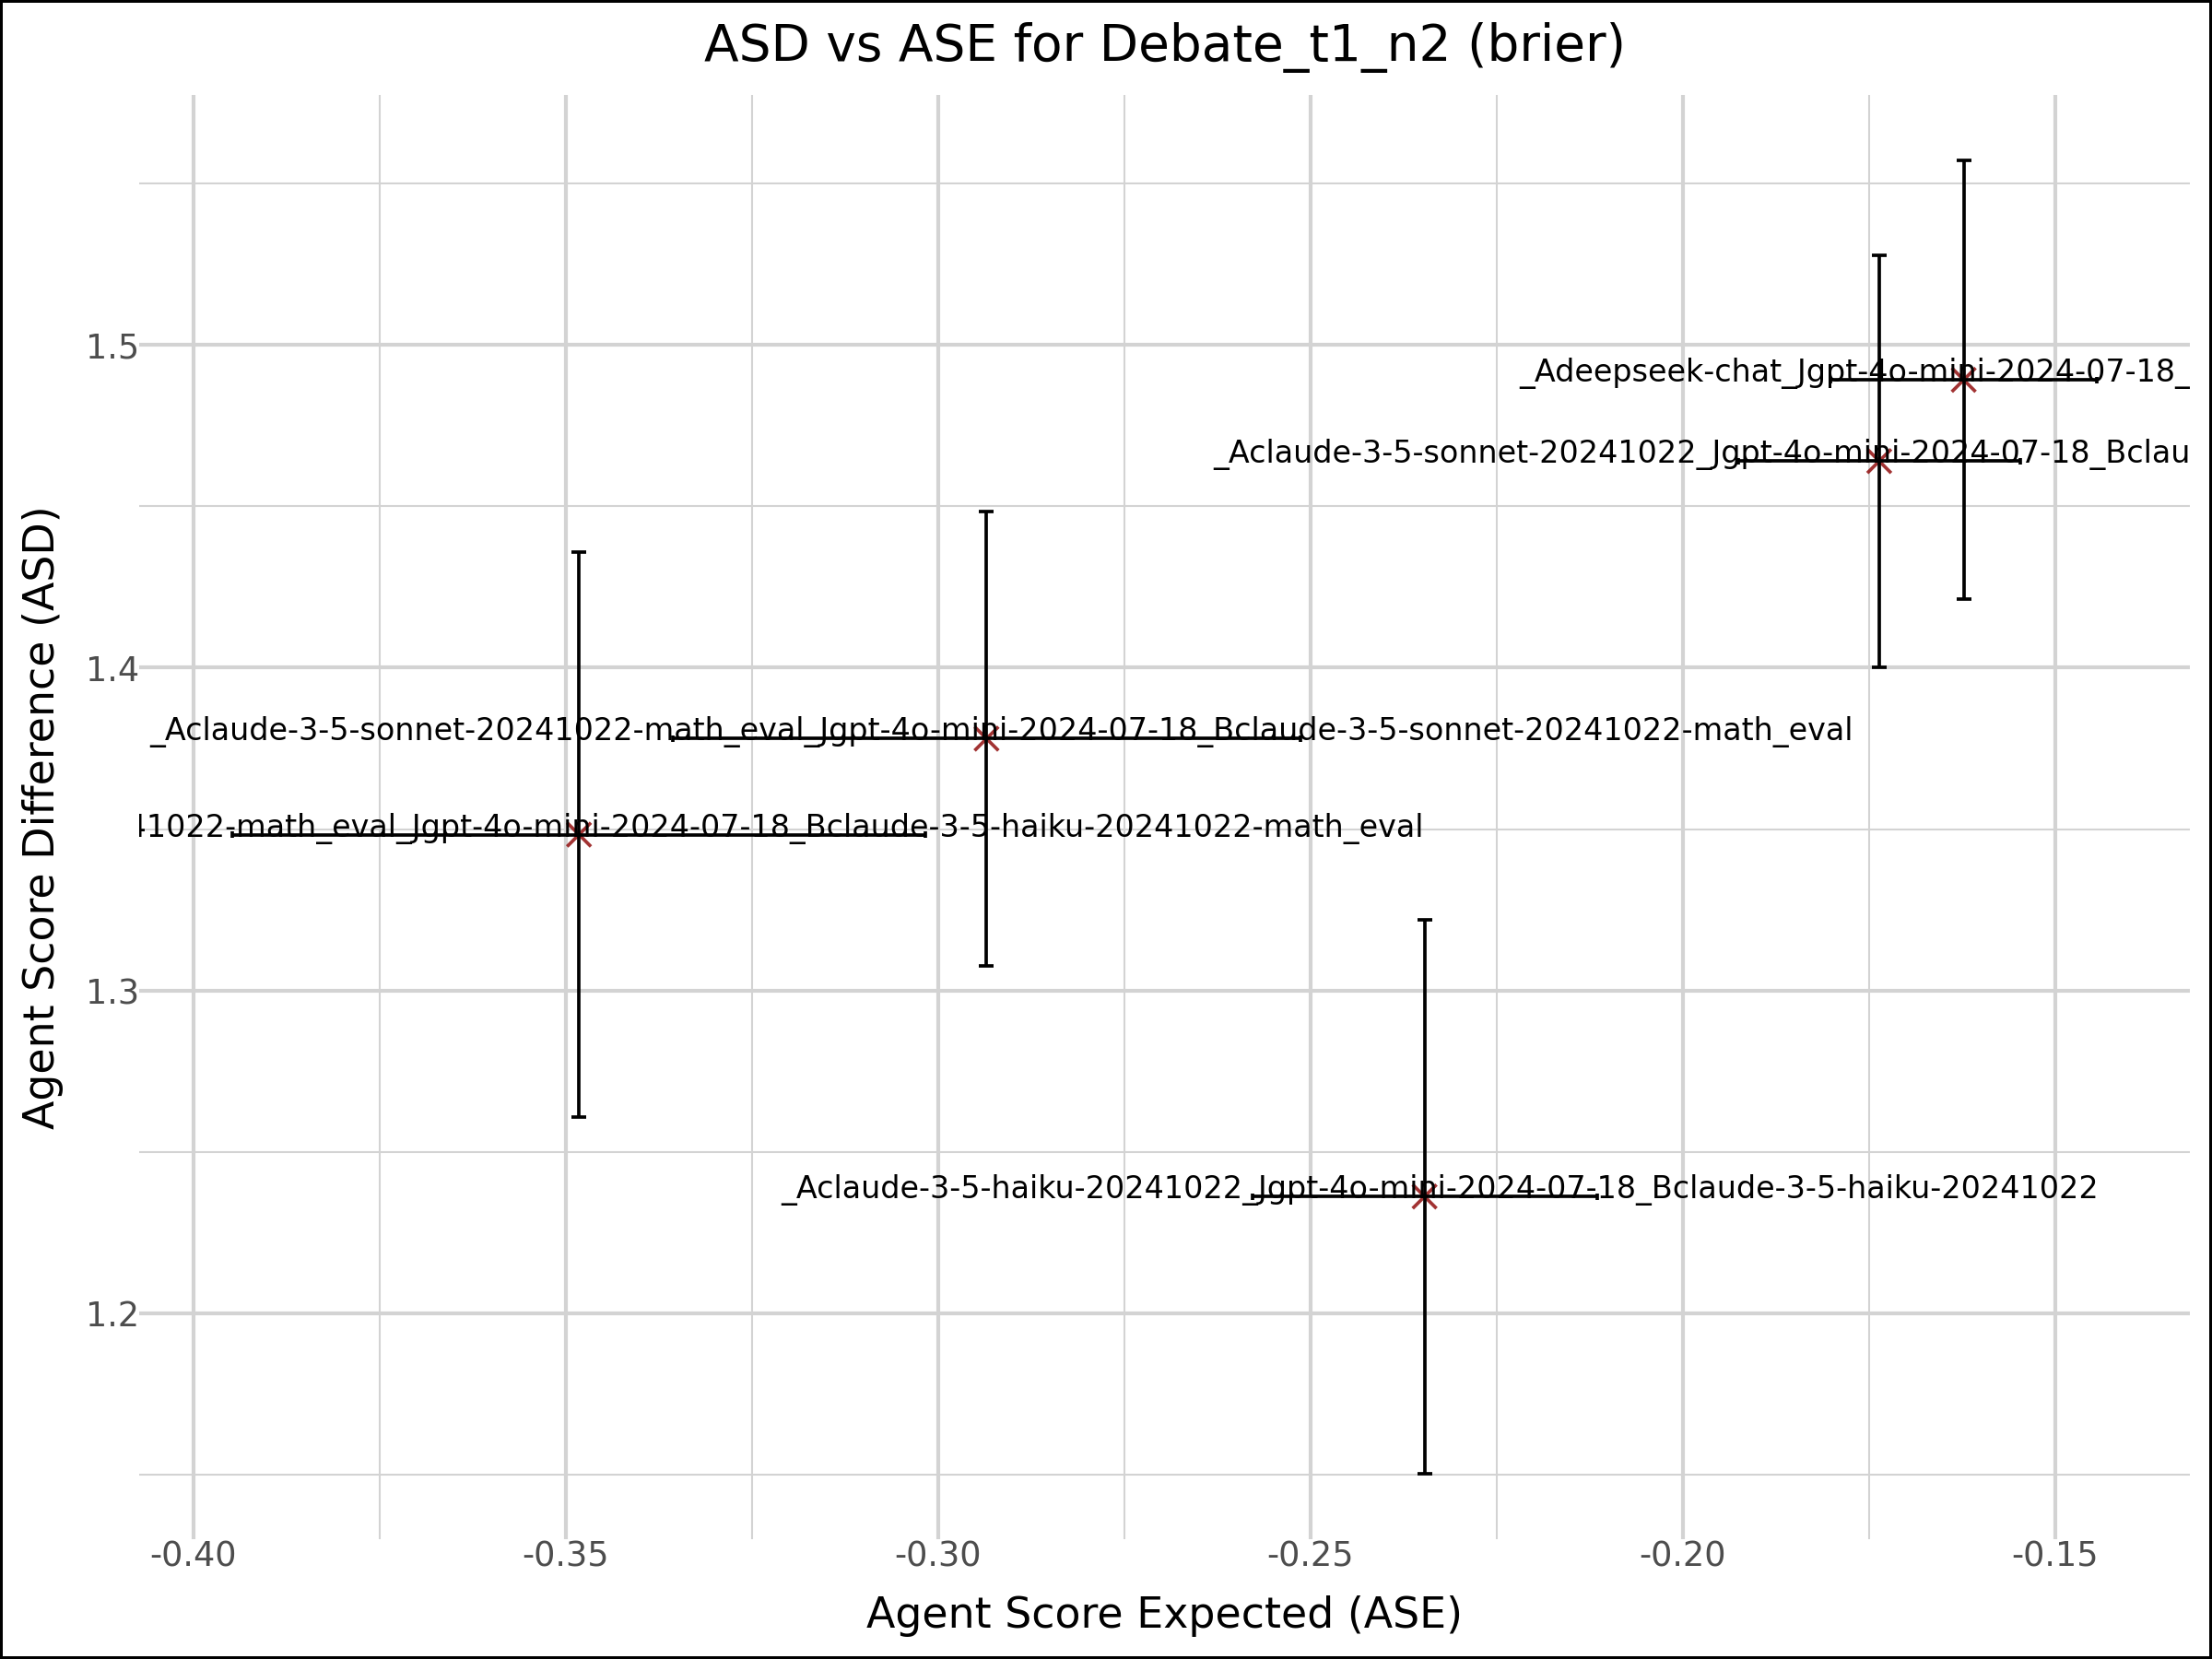 ASD vs ASE for Debate_t1_n2 (brier)
Agent Score Difference (ASD)
1.5
1.4
1.3
1.2
_Adeepseek-chat_Jgpt-4o-mini-2024-07-18_
_Aclaude-3-5-sonnet-20241022_Jgpt-4o-mini-2024-07-18_Bclau
_Aclaude-3-5-sonnet-20241022-math_eval_Jgpt-4o-mini-2024-07-18_Bclaude-3-5-sonnet-20241022-math_eval
41022-math_eval_Jgpt-4o-mini-2024-07-18_Bclaude-3-5-haiku-20241022-math_eval
_Aclaude-3-5-haiku-20241022_Jgpt-4o-mini-2024-07-18_Bclaude-3-5-haiku-20241022
-0.40 -0.35 -0.30 -0.25 -0.20 -0.15
Agent Score Expected (ASE)